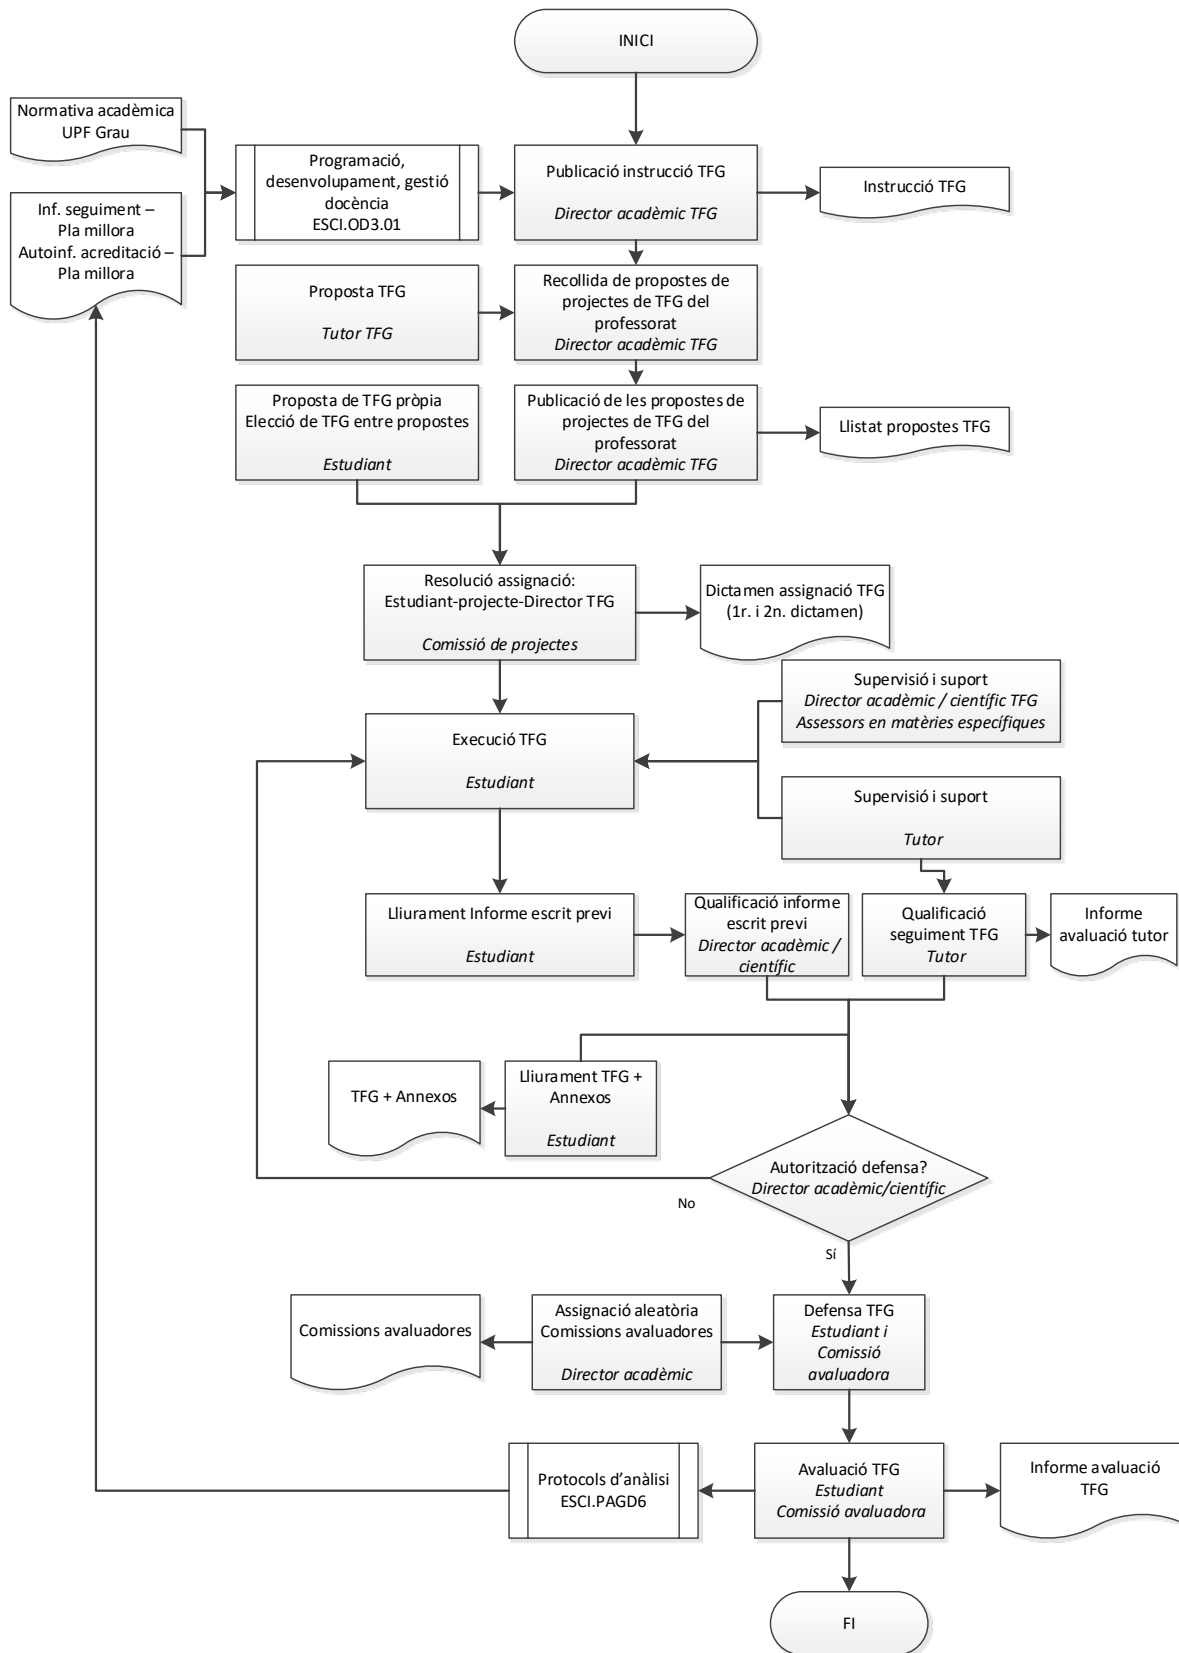 INICI
Normativa acadèmica
UPF Grau
Programació,
desenvolupament, gestió
docència
ESCI.OD3.01
Publicació instrucció TFG
Director acadèmic TFG
Instrucció TFG
Inf. seguiment –
Pla millora
Autoinf. acreditació –
Pla millora
Proposta TFG
Tutor TFG
Recollida de propostes de
projectes de TFG del
professorat
Director acadèmic TFG
Proposta de TFG pròpia
Elecció de TFG entre propostes
Estudiant
Publicació de les propostes de
projectes de TFG del
professorat
Director acadèmic TFG
Llistat propostes TFG
Resolució assignació:
Estudiant-projecte-Director TFG
Comissió de projectes
Dictamen assignació TFG
(1r. i 2n. dictamen)
Supervisió i suport
Director acadèmic / científic TFG
Assessors en matèries específiques
Execució TFG
Estudiant
Supervisió i suport
Tutor
Lliurament Informe escrit previ
Estudiant
Qualificació informe
escrit previ
Director acadèmic /
científic
Qualificació
seguiment TFG
Tutor
Informe
avaluació tutor
TFG + Annexos
Lliurament TFG +
Annexos
Estudiant
Autorització defensa?
Director acadèmic/científic
No
Sí
Comissions avaluadores
Assignació aleatòria
Comissions avaluadores
Director acadèmic
Defensa TFG
Estudiant i
Comissió
avaluadora
Protocols d’anàlisi
ESCI.PAGD6
Avaluació TFG
Estudiant
Comissió avaluadora
Informe avaluació
TFG
FI